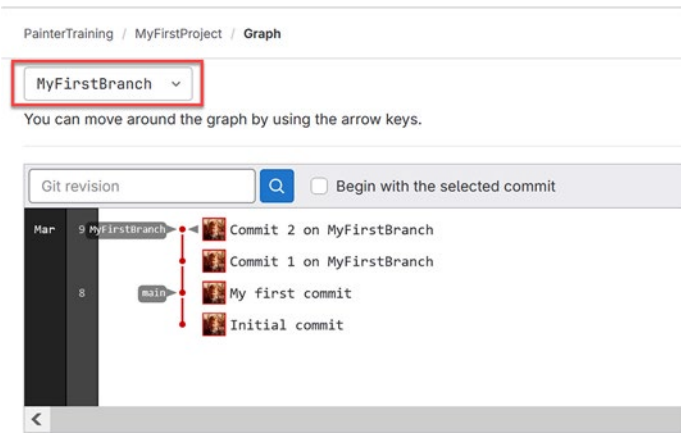 PainterTraining / MyFirstProject / Graph
MyFirstBranch
You can move around the graph by using the arrow keys.
Git revision
Begin with the selected commit
Mar 9 MyFirstBranch Commit 2 on MyFirstBranch
Commit 1 on MyFirstBranch
8 main My first commit
Initial commit